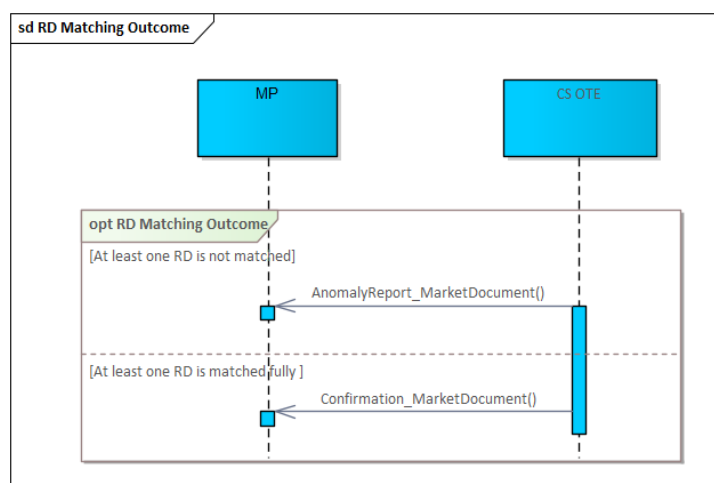 sd RD Matching Outcome
MP
CS OTE
opt RD Matching Outcome
[At least one RD is not matched]
AnomalyReport_MarketDocument()
[At least one RD is matched fully ]
Confirmation_MarketDocument()